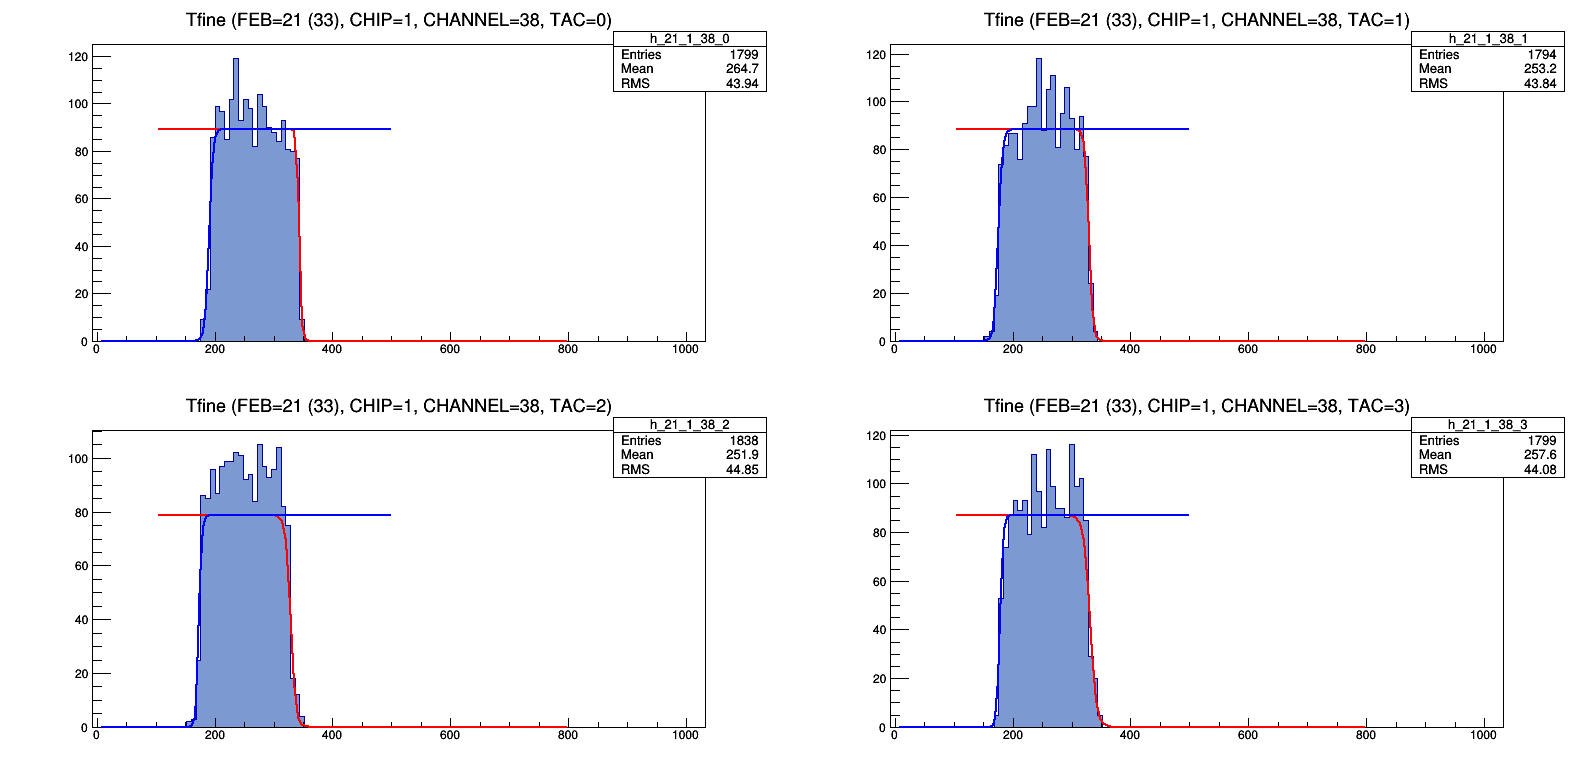 Tfine (FEB=21 (33), CHIP=1, CHANNEL=38, TAC=0)
h_21_1_38_0
Entries 1799
Mean 264.7
RMS 43.94
120
100
80
60
40
20
0
0 200 400 600 800 1000
Tfine (FEB=21 (33), CHIP=1, CHANNEL=38, TAC=1)
h_21_1_38_1
Entries 1794
Mean 253.2
RMS 43.84
120
100
80
60
40
20
0
0 200 400 600 800 1000
Tfine (FEB=21 (33), CHIP=1, CHANNEL=38, TAC=2)
h_21_1_38_2
Entries 1838
Mean 251.9
RMS 44.85
100
80
60
40
20
0
0 200 400 600 800 1000
Tfine (FEB=21 (33), CHIP=1, CHANNEL=38, TAC=3)
h_21_1_38_3
Entries 1799
Mean 257.6
RMS 44.08
120
100
80
60
40
20
0
0 200 400 600 800 1000